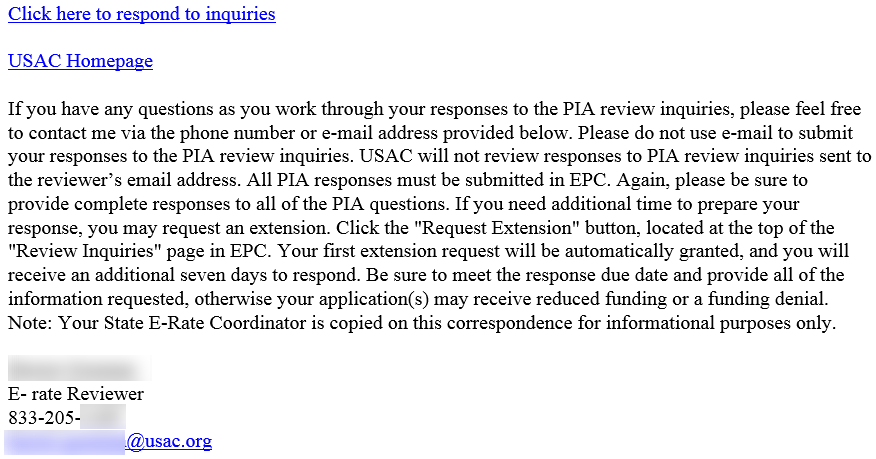 Click here to respond to inquiries
USAC Homepage
If you have any questions as you work through your responses to the PIA review inquiries, please feel free
to contact me via the phone number or e-mail address provided below. Please do not use e-mail to submit
your responses to the PIA review inquiries. USAC will not review responses to PIA review inquiries sent to
the reviewer’s email address. All PIA responses must be submitted in EPC. Again, please be sure to
provide complete responses to all of the PIA questions. If you need additional time to prepare your
response, you may request an extension. Click the "Request Extension" button, located at the top of the
"Review Inquiries" page in EPC. Your first extension request will be automatically granted, and you will
receive an additional seven days to respond. Be sure to meet the response due date and provide all of the
information requested, otherwise your application(s) may receive reduced funding or a funding denial.
Note: Your State E-Rate Coordinator is copied on this correspondence for informational purposes only.
E- rate Reviewer
833-205-
@usac.org